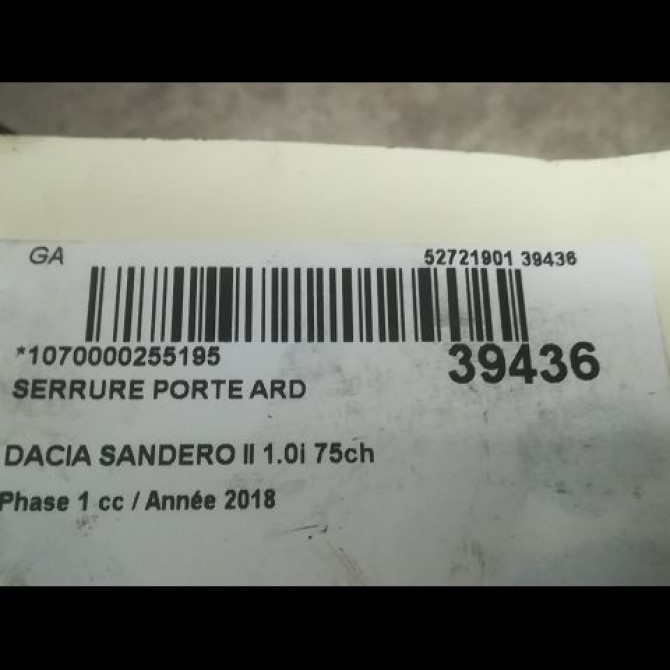 GA 52721901 39436
*1070000255195 39436
SERRURE PORTE ARD
DACIA SANDERO II 1.0i 75ch
Phase 1 cc / Année 2018